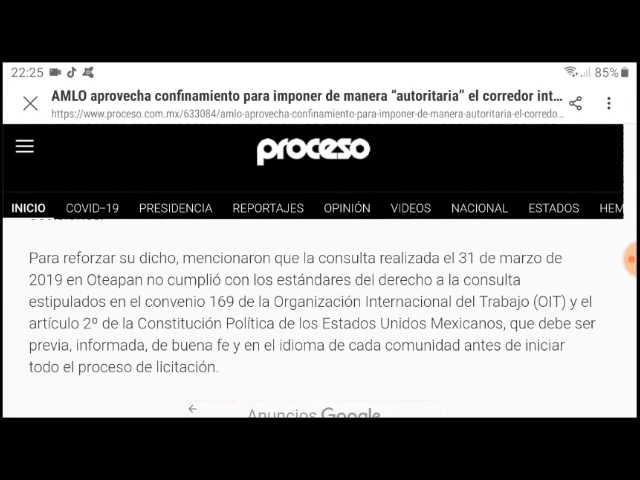 22:25 85%
AMLO aprovecha confinamiento para imponer de manera “autoritaria” el corredor int...
https://www.proceso.com.mx/633084/amlo-aprovecha-confinamiento-para-imponer-de-manera-autoritaria-el-corredo...
proceso
INICIO COVID-19 PRESIDENCIA REPORTAJES OPINIÓN VIDEOS NACIONAL ESTADOS HEM
Para reforzar su dicho, mencionaron que la consulta realizada el 31 de marzo de
2019 en Oteapan no cumplió con los estándares del derecho a la consulta
estipulados en el convenio 169 de la Organización Internacional del Trabajo (OIT) y el
artículo 2º de la Constitución Política de los Estados Unidos Mexicanos, que debe ser
previa, informada, de buena fe y en el idioma de cada comunidad antes de iniciar
todo el proceso de licitación.
Anuncios Google